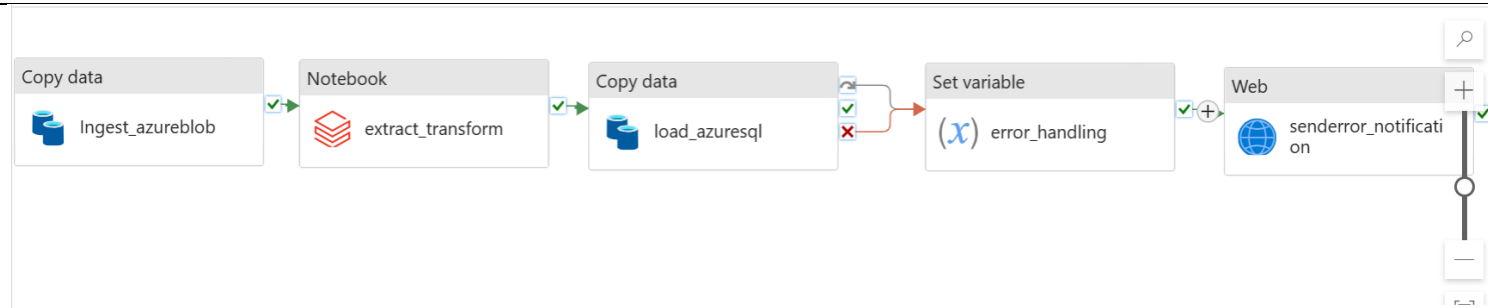 Copy data
Ingest_azureblob
Notebook
extract_transform
Copy data
load_azuresql
Set variable
(x) error_handling
Web
senderror_notificati
on